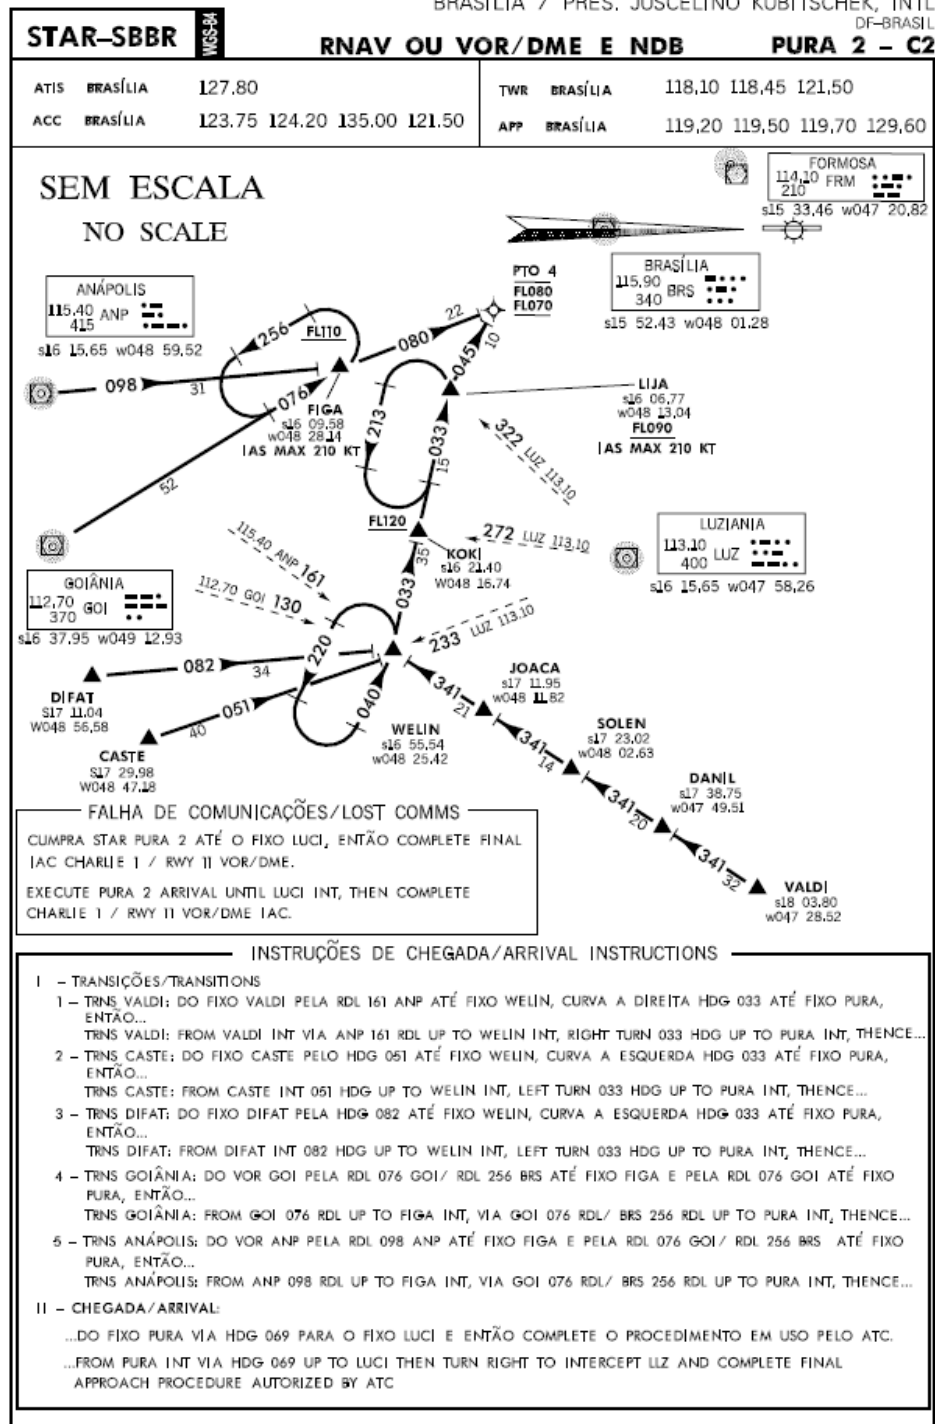 BRASÍLIA / PRES. JUSCELINO KUBITSCHEK, INTL
DF–BRASIL
STAR–SBBR
WGS-84
RNAV OU VOR/DME E NDB
PURA 2 – C2
ATIS BRASÍLIA 127.80
ACC BRASÍLIA 123.75 124.20 135.00 121.50
TWR BRASÍLIA 118,10 118,45 121,50
APP BRASÍLIA 119,20 119,50 119,70 129,60
SEM ESCALA
NO SCALE
FORMOSA
114,10 FRM
210
s15 33,46 w047 20,82
BRASÍLIA
115,90 BRS
340
s15 52.43 w048 01.28
PTO 4
FL080
FL070
ANÁPOLIS
115.40 ANP
415
s16 15,65 w048 59,52
256
FL110
22
080
10
045
098
31
076
FIGA
s16 09,58
w048 28,14
IAS MAX 210 KT
213
033
15
LIJA
s16 06,77
w048 13,04
FL090
IAS MAX 210 KT
322 LUZ 113,10
52
FL120
KOKI
s16 21.40
W048 16.74
272 LUZ 113,10
LUZIANIA
113,10 LUZ
400
s16 15,65 w047 58,26
115.40 ANP 161
112.70 GOI 130
GOIÂNIA
112,70 GOI
370
s16 37.95 w049 12.93
35
033
233 LUZ 113.10
220
082
34
DIFAT
S17 11.04
W048 56,58
051
40
040
CASTE
S17 29,98
W048 47,18
WELIN
s16 55,54
w048 25.42
341
21
JOACA
s17 11.95
w048 11.82
341
14
SOLEN
s17 23.02
w048 02.63
341
20
DANIL
s17 38.75
w047 49.51
341
32
VALDI
s18 03.80
w047 28.52
FALHA DE COMUNICAÇÕES/LOST COMMS
CUMPRA STAR PURA 2 ATÉ O FIXO LUCI, ENTÃO COMPLETE FINAL
IAC CHARLIE 1 / RWY 11 VOR/DME.
EXECUTE PURA 2 ARRIVAL UNTIL LUCI INT, THEN COMPLETE
CHARLIE 1 / RWY 11 VOR/DME IAC.
INSTRUÇÕES DE CHEGADA/ARRIVAL INSTRUCTIONS
I – TRANSIÇÕES/TRANSITIONS
1 – TRNS VALDI: DO FIXO VALDI PELA RDL 161 ANP ATÉ FIXO WELIN, CURVA A DIREITA HDG 033 ATÉ FIXO PURA,
ENTÃO...
TRNS VALDI: FROM VALDI INT VIA ANP 161 RDL UP TO WELIN INT, RIGHT TURN 033 HDG UP TO PURA INT, THENCE...
2 – TRNS CASTE: DO FIXO CASTE PELO HDG 051 ATÉ FIXO WELIN, CURVA A ESQUERDA HDG 033 ATÉ FIXO PURA,
ENTÃO...
TRNS CASTE: FROM CASTE INT 051 HDG UP TO WELIN INT, LEFT TURN 033 HDG UP TO PURA INT, THENCE...
3 – TRNS DIFAT: DO FIXO DIFAT PELA HDG 082 ATÉ FIXO WELIN, CURVA A ESQUERDA HDG 033 ATÉ FIXO PURA,
ENTÃO...
TRNS DIFAT: FROM DIFAT INT 082 HDG UP TO WELIN INT, LEFT TURN 033 HDG UP TO PURA INT, THENCE...
4 – TRNS GOIÂNIA: DO VOR GOI PELA RDL 076 GOI/ RDL 256 BRS ATÉ FIXO FIGA E PELA RDL 076 GOI ATÉ FIXO
PURA, ENTÃO...
TRNS GOIÂNIA: FROM GOI 076 RDL UP TO FIGA INT, VIA GOI 076 RDL/ BRS 256 RDL UP TO PURA INT, THENCE...
5 – TRNS ANÁPOLIS: DO VOR ANP PELA RDL 098 ANP ATÉ FIXO FIGA E PELA RDL 076 GOI/ RDL 256 BRS ATÉ FIXO
PURA, ENTÃO...
TRNS ANÁPOLIS: FROM ANP 098 RDL UP TO FIGA INT, VIA GOI 076 RDL/ BRS 256 RDL UP TO PURA INT, THENCE...
II – CHEGADA/ARRIVAL:
...DO FIXO PURA VIA HDG 069 PARA O FIXO LUCI E ENTÃO COMPLETE O PROCEDIMENTO EM USO PELO ATC.
...FROM PURA INT VIA HDG 069 UP TO LUCI THEN TURN RIGHT TO INTERCEPT LLZ AND COMPLETE FINAL
APPROACH PROCEDURE AUTORIZED BY ATC